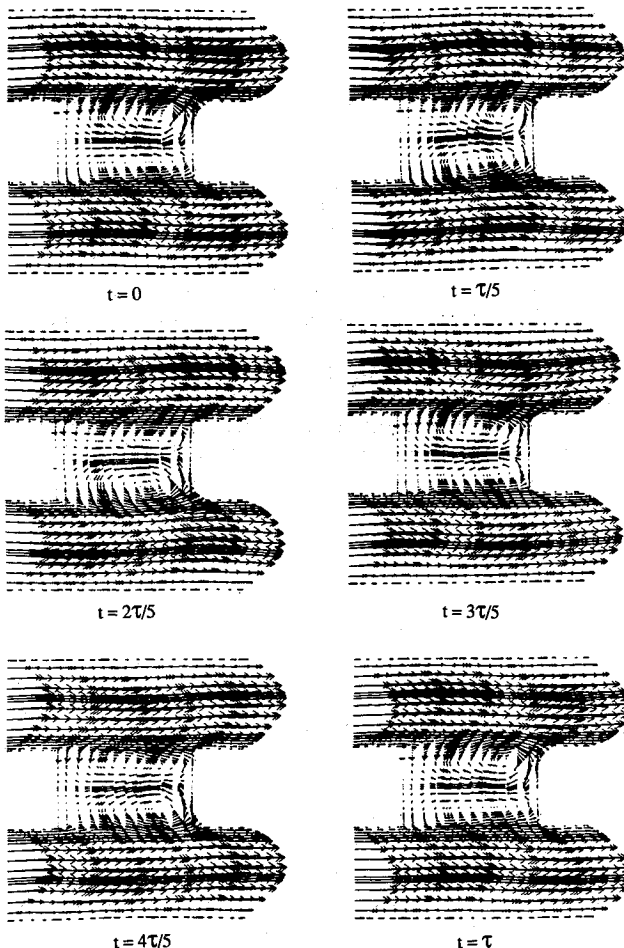 t = 0
t = τ/5
t = 2τ/5
t = 3τ/5
t = 4τ/5
t = τ